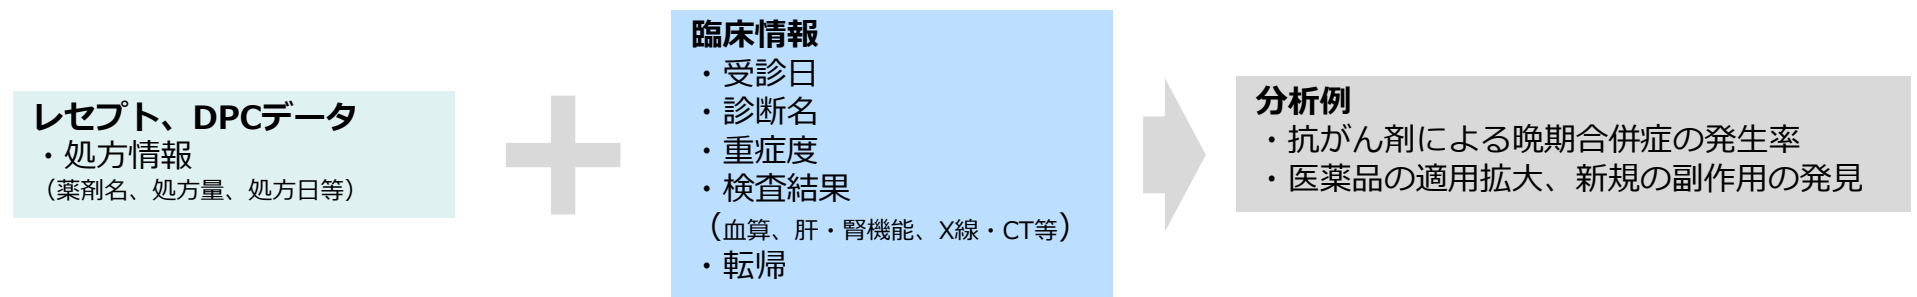 レセプト、DPCデータ
・処方情報
（薬剤名、処方量、処方日等）
臨床情報
・受診日
・診断名
・重症度
・検査結果
（血算、肝・腎機能、X線・CT等）
・転帰
分析例
・抗がん剤による晩期合併症の発生率
・医薬品の適用拡大、新規の副作用の発見